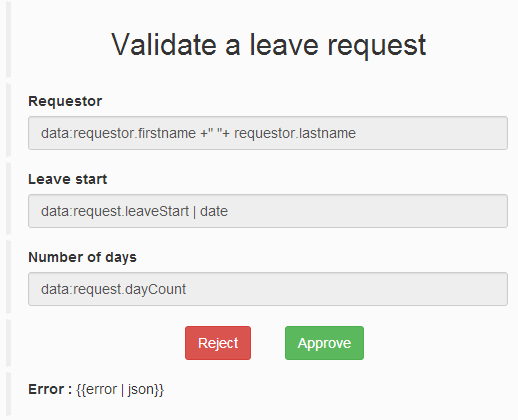 Validate a leave request
Requestor
data:requestor.firstname +" "+ requestor.lastname
Leave start
data:request.leaveStart | date
Number of days
data:request.dayCount
Reject Approve
Error : {{error | json}}